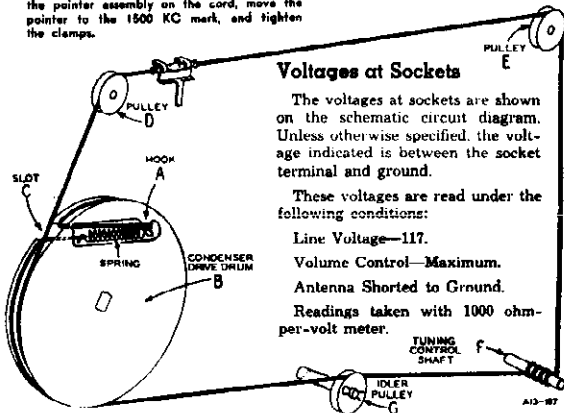 the pointer assembly on the cord, move the
pointer to the 1500 KC mark, and tighten
the clamps.
PULLEY
E
Voltages at Sockets
The voltages at sockets are shown
on the schematic circuit diagram.
Unless otherwise specified, the volt-
age indicated is between the socket
terminal and ground.
These voltages are read under the
following conditions:
Line Voltage—117.
Volume Control—Maximum.
Antenna Shorted to Ground.
Readings taken with 1000 ohm-
per-volt meter.
PULLEY
D
HOOK
A
SLOT
C
SPRING
CONDENSER
DRIVE DRUM
B
TUNING
CONTROL
SHAFT
F
IDLER
PULLEY
G
A13-187